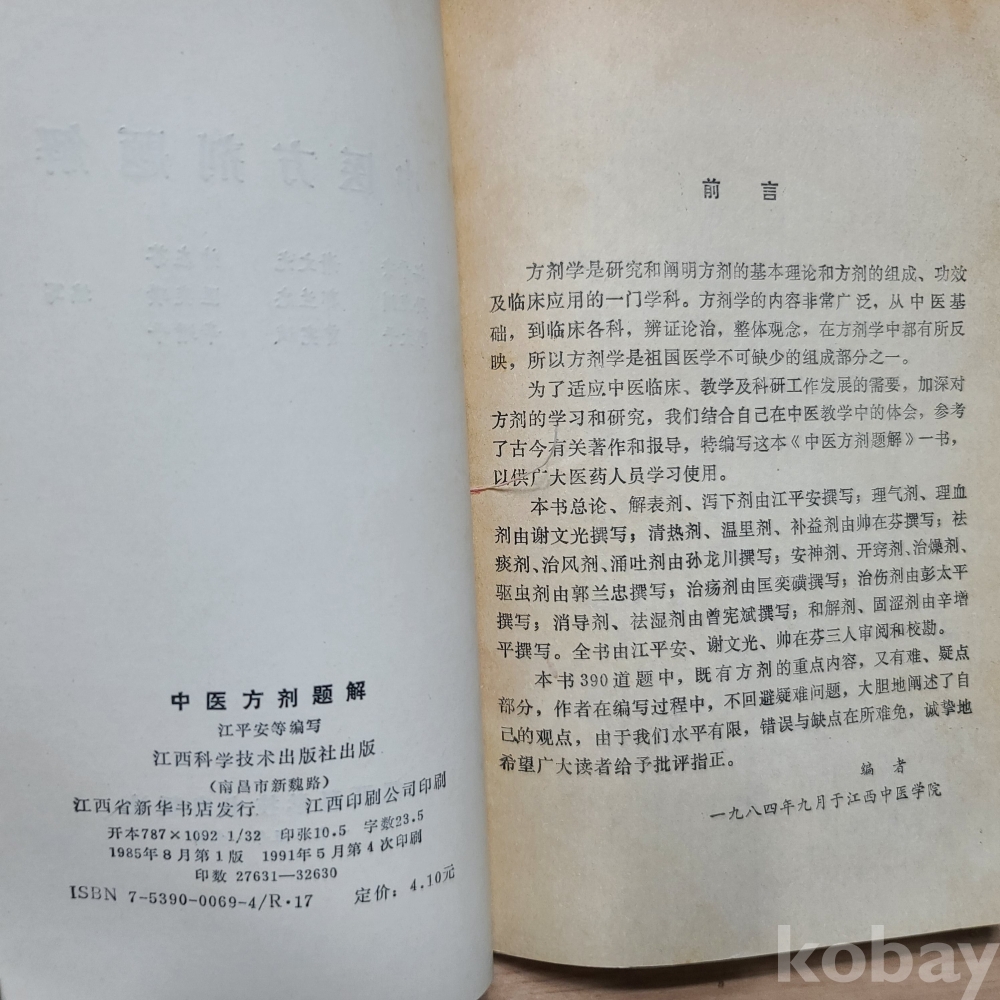 中医方剂题解
江平安等编写
江西科学技术出版社出版
（南昌市新魏路）
江西省新华书店发行 江西印刷公司印刷
开本787×1092 1/32 印张10.5 字数23.5
1985年8月第1版 1991年5月第4次印刷
印数 27631—32630
ISBN 7-5390-0069-4/R·17 定价：4.10元
前言
方剂学是研究和阐明方剂的基本理论和方剂的组成、功效
及临床应用的一门学科。方剂学的内容非常广泛，从中医基
础，到临床各科，辨证论治，整体观念，在方剂学中都有所反
映，所以方剂学是祖国医学不可缺少的组成部分之一。
为了适应中医临床、教学及科研工作发展的需要，加深对
方剂的学习和研究，我们结合自己在中医教学中的体会，参考
了古今有关著作和报导，特编写这本《中医方剂题解》一书，
以供广大医药人员学习使用。
本书总论、解表剂、泻下剂由江平安撰写；理气剂、理血
剂由谢文光撰写；清热剂、温里剂、补益剂由帅在芬撰写；祛
痰剂、治风剂、涌吐剂由孙龙川撰写；安神剂、开窍剂、治燥剂、
驱虫剂由郭兰忠撰写；治疡剂由匡奕璜撰写；治伤剂由彭太平
撰写；消导剂、祛湿剂由曾宪斌撰写；和解剂、固涩剂由辛增
平撰写。全书由江平安、谢文光、帅在芬三人审阅和校勘。
本书390道题中，既有方剂的重点内容，又有难、疑点
部分，作者在编写过程中，不回避疑难问题，大胆地阐述了自
己的观点，由于我们水平有限，错误与缺点在所难免，诚挚地
希望广大读者给予批评指正。
编者
一九八四年九月于江西中医学院
kobay